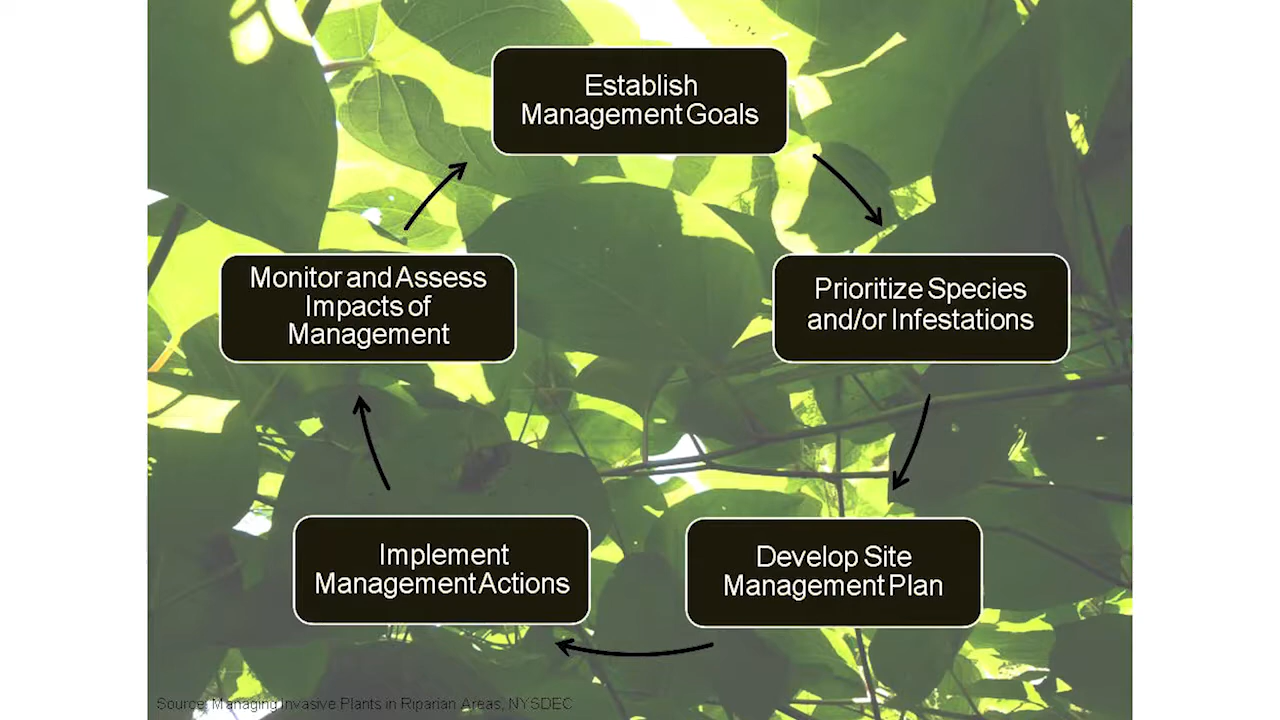 Establish
Management Goals
Prioritize Species
and/or Infestations
Develop Site
Management Plan
Implement
Management Actions
Monitor and Assess
Impacts of
Management
Source: Managing Invasive Plants in Riparian Areas, NYSDEC